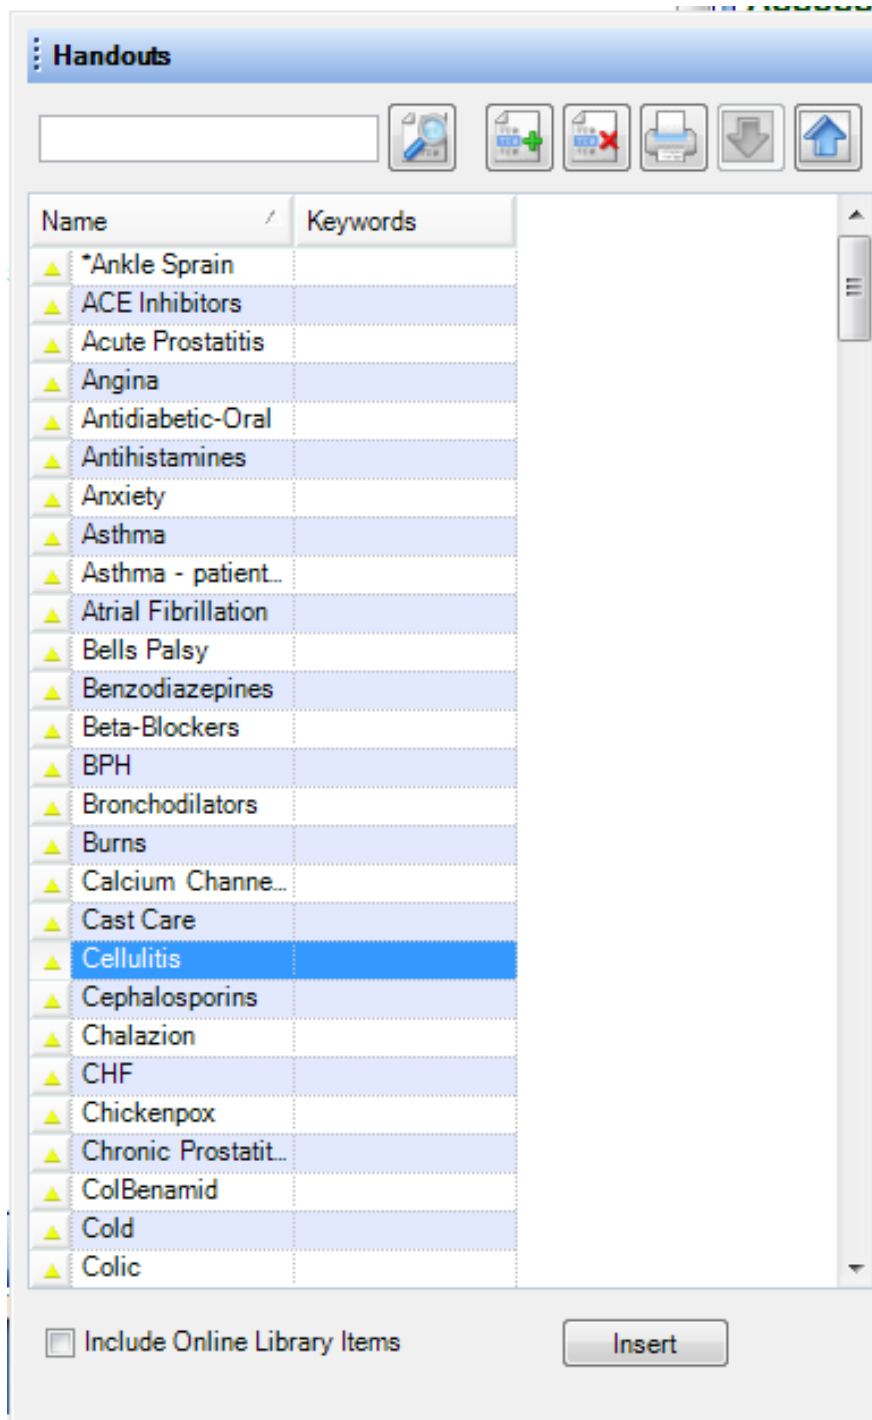 Handouts
Name Keywords
*Ankle Sprain
ACE Inhibitors
Acute Prostatitis
Angina
Antidiabetic-Oral
Antihistamines
Anxiety
Asthma
Asthma - patient...
Atrial Fibrillation
Bells Palsy
Benzodiazepines
Beta-Blockers
BPH
Bronchodilators
Burns
Calcium Channe...
Cast Care
Cellulitis
Cephalosporins
Chalazion
CHF
Chickenpox
Chronic Prostatit...
ColBenamid
Cold
Colic
Include Online Library Items Insert